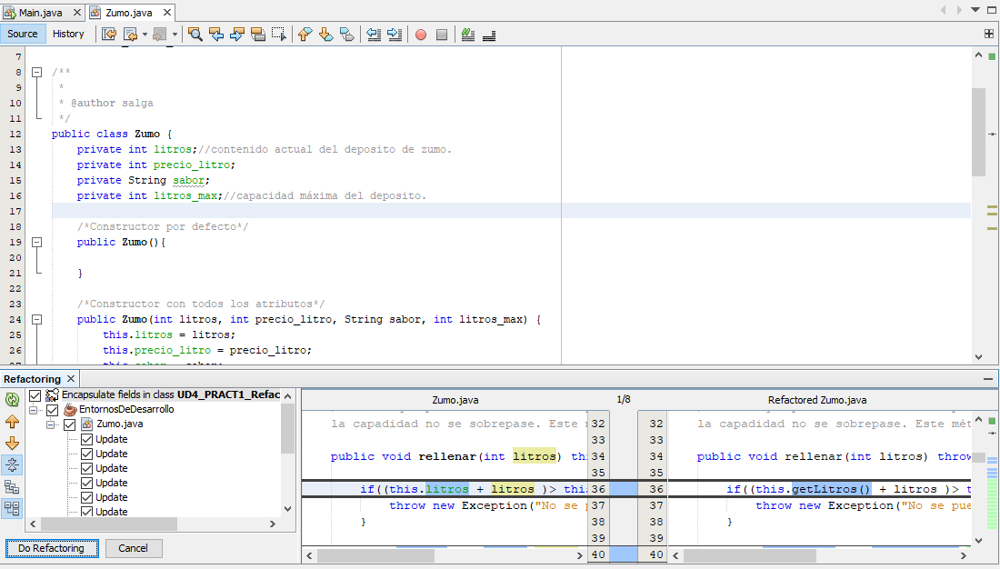 Main.java
Zumo.java
Source History
7
8 /**
9 *
10 * @author salga
11 */
12 public class Zumo {
13 private int litros;//contenido actual del deposito de zumo.
14 private int precio_litro;
15 private String sabor;
16 private int litros_max;//capacidad máxima del deposito.
17
18 /*Constructor por defecto*/
19 public Zumo(){
20
21 }
22
23 /*Constructor con todos los atributos*/
24 public Zumo(int litros, int precio_litro, String sabor, int litros_max) {
25 this.litros = litros;
26 this.precio_litro = precio_litro;
Refactoring
Encapsulate fields in class UD4_PRACT1_Refac
EntornosDeDesarrollo
Zumo.java
Update
Update
Update
Update
Update
Update
Do Refactoring Cancel
Zumo.java 1/8 Refactored Zumo.java
la capadidad no se sobrepase. Este 32
33
public void rellenar(int litros) th 34
35
if((this.litros + litros )> thi 36
throw new Exception("No se 37
} 38
39
40
32 la capadidad no se sobrepase. Este mét
33
34 public void rellenar(int litros) throw
35
36 if((this.getLitros() + litros )> t
37 throw new Exception("No se pue
38 }
39
40